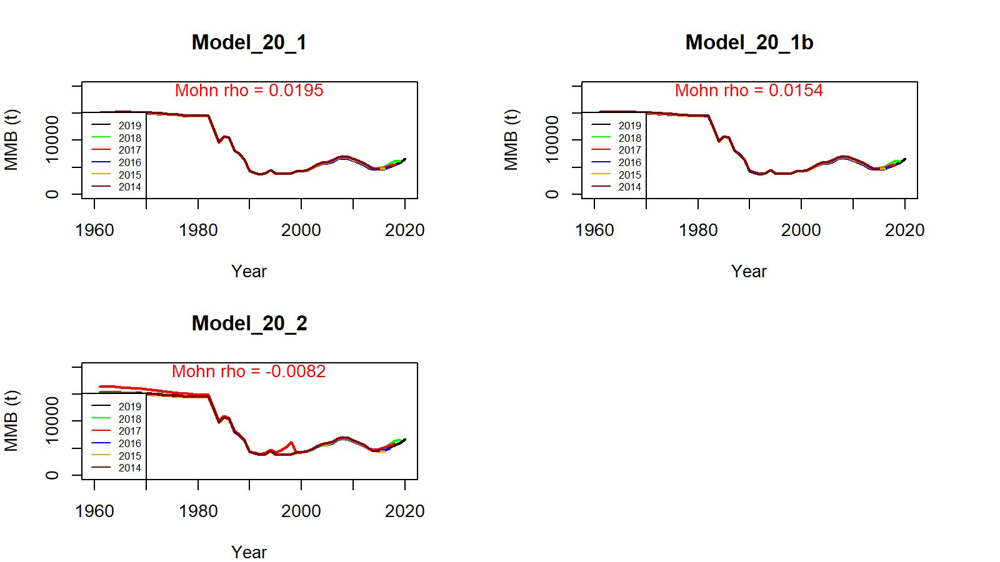 Model_20_1
Mohn rho = 0.0195
MMB (t)
10000
0
2019
2018
2017
2016
2015
2014
1960 1980 2000 2020
Year
Model_20_1b
Mohn rho = 0.0154
MMB (t)
10000
0
2019
2018
2017
2016
2015
2014
1960 1980 2000 2020
Year
Model_20_2
Mohn rho = -0.0082
MMB (t)
10000
0
2019
2018
2017
2016
2015
2014
1960 1980 2000 2020
Year